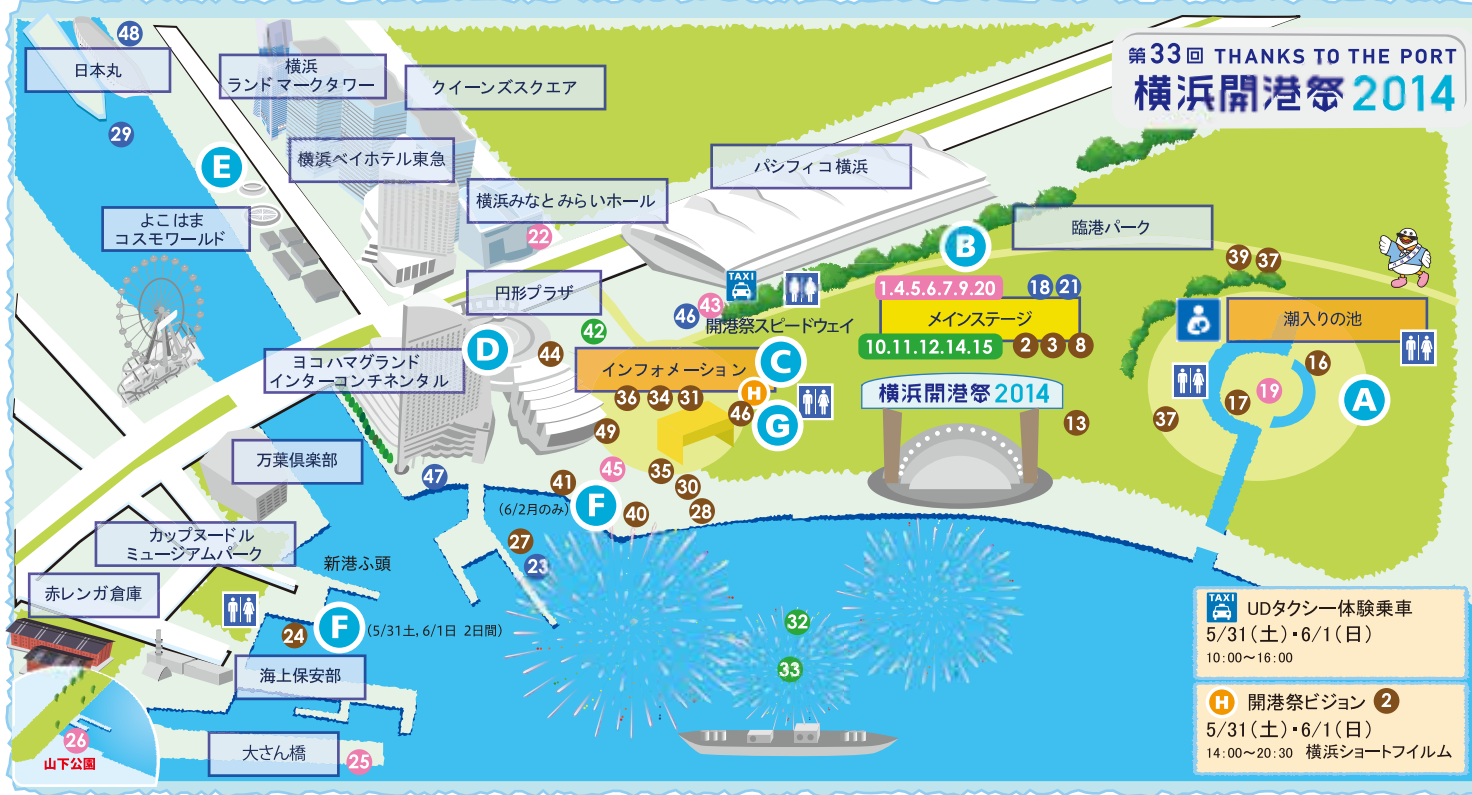 第33回 THANKS TO THE PORT
横浜開港祭 2014
48
日本丸
横浜
ランドマークタワー
クイーンズスクエア
29
E
横浜ベイホテル東急
パシフィコ横浜
よこはま
コスモワールド
横浜みなとみらいホール
22
B
臨港パーク
39 37
円形プラザ
TAXI
46 43
開港祭スピードウェイ
1.4.5.6.7.9.20
18 21
メインステージ
10.11.12.14.15
2 3 8
潮入りの池
42
D
44
ヨコハマグランド
インターコンチネンタル
インフォメーション
C
H
36 34 31
46
G
49
横浜開港祭2014
13
16
19
17
37
A
万葉倶楽部
47
45
41
35
30
28
(6/2月のみ)
F
40
27
23
カップヌードル
ミュージアムパーク
新港ふ頭
赤レンガ倉庫
24
F
(5/31土,6/1日 2日間)
海上保安部
32
33
26
山下公園
大さん橋
25
TAXI
UDタクシー体験乗車
5/31(土)・6/1(日)
10:00〜16:00
H 開港祭ビジョン 2
5/31(土)・6/1(日)
14:00〜20:30 横浜ショートフイルム